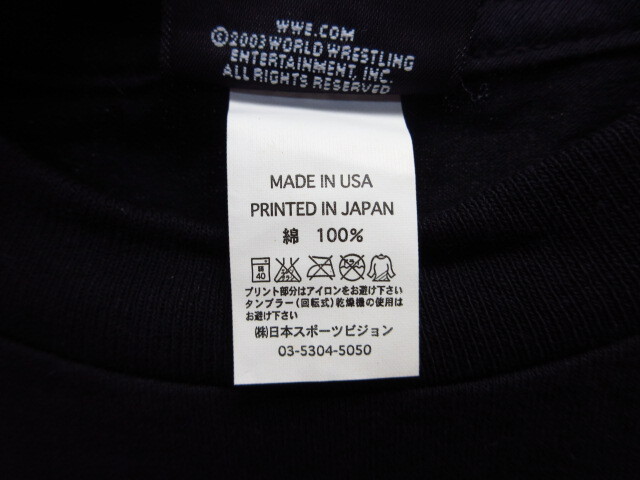 WWE.COM
©2003 WORLD WRESTLING
ENTERTAINMENT, INC.
ALL RIGHTS RESERVED
MADE IN USA
PRINTED IN JAPAN
綿 100%
40
プリント部分はアイロンをお避け下さい
タンブラー(回転式)乾燥機の使用は
お避け下さい
㈱日本スポーツビジョン
03-5304-5050